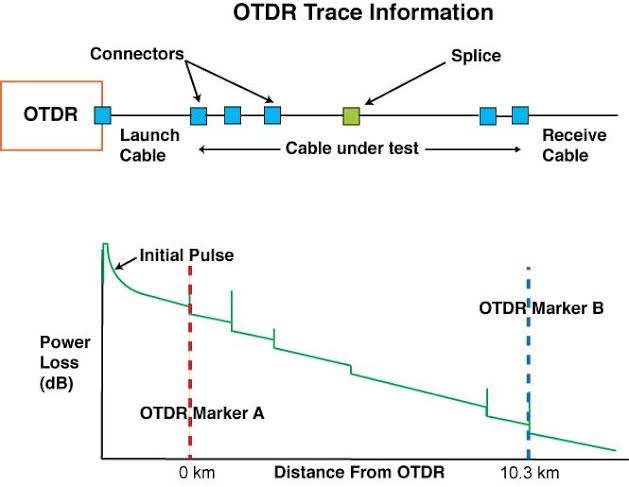 OTDR Trace Information
Connectors
Splice
OTDR
Launch
Cable
Cable under test
Receive
Cable
Initial Pulse
OTDR Marker B
Power
Loss
(dB)
OTDR Marker A
0 km
Distance From OTDR
10.3 km